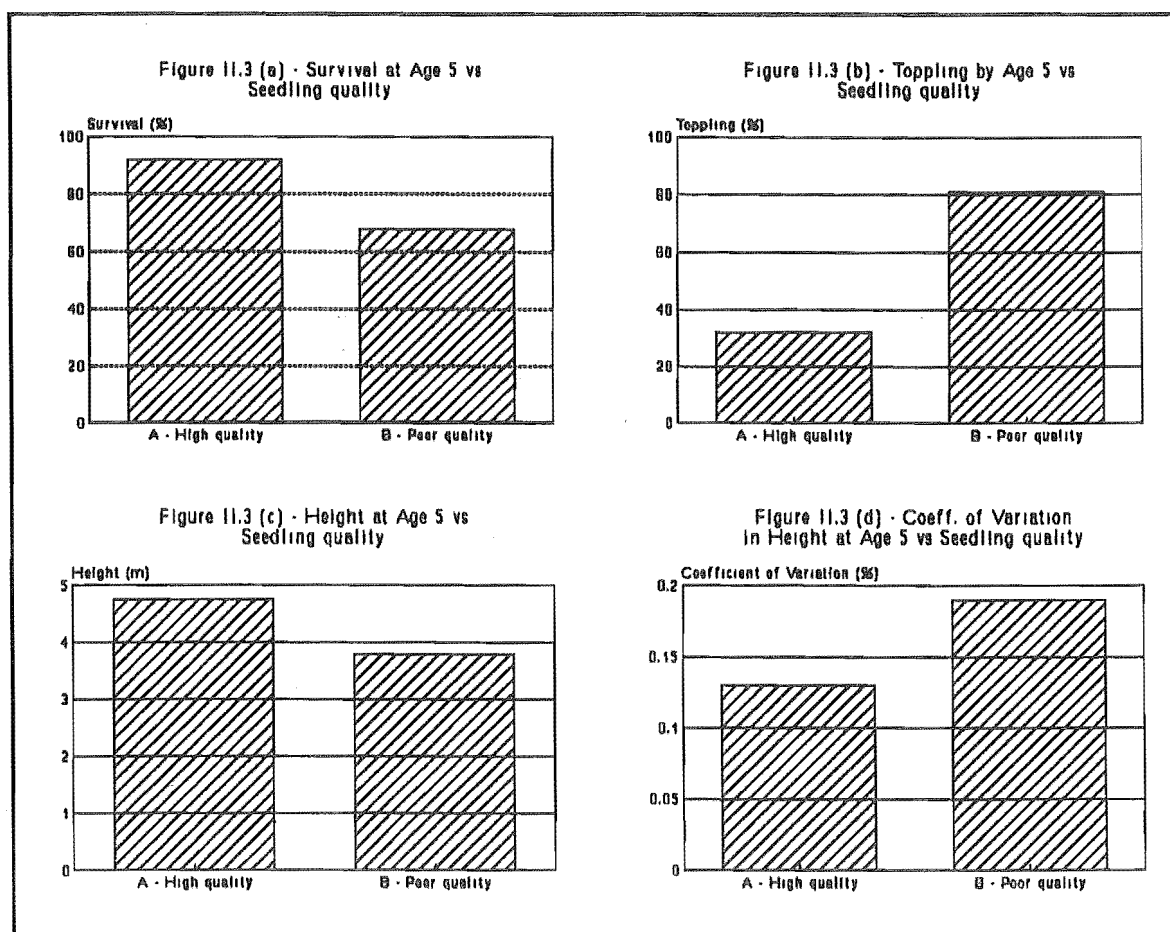 Figure II.3 (a) - Survival at Age 5 vs
Seedling quality
Survival (%)
100
80
60
40
20
0
A - High quality
B - Poor quality
Figure II.3 (b) - Toppling by Age 5 vs
Seedling quality
Toppling (%)
100
80
60
40
20
0
A - High quality
B - Poor quality
Figure II.3 (c) - Height at Age 5 vs
Seedling quality
Height (m)
5
4
3
2
1
0
A - High quality
B - Poor quality
Figure II.3 (d) - Coeff. of Variation
in Height at Age 5 vs Seedling quality
Coefficient of Variation (%)
0.2
0.15
0.1
0.05
0
A - High quality
B - Poor quality